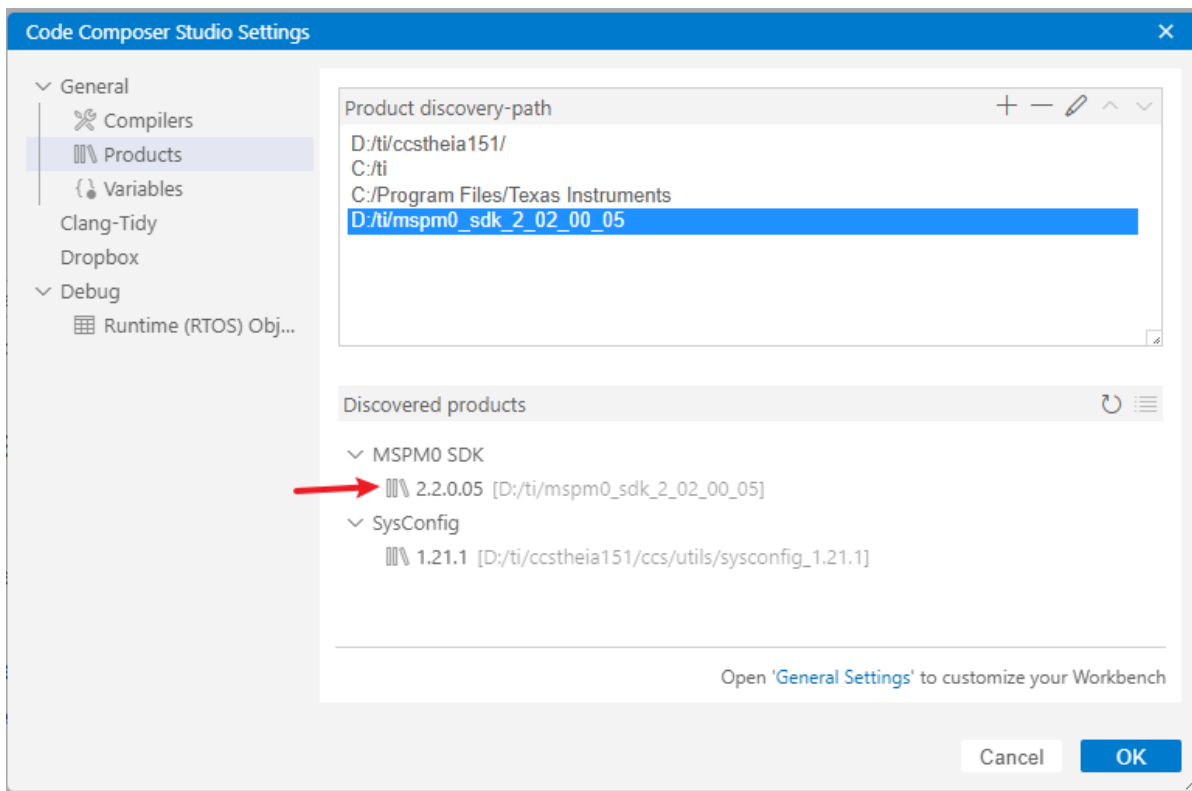 Code Composer Studio Settings
General
Compilers
Products
Variables
Clang-Tidy
Dropbox
Debug
Runtime (RTOS) Obj...
Product discovery-path
D:/ti/ccstheia151/
C:/ti
C:/Program Files/Texas Instruments
D:/ti/mspm0_sdk_2_02_00_05
Discovered products
MSPM0 SDK
2.2.0.05 [D:/ti/mspm0_sdk_2_02_00_05]
SysConfig
1.21.1 [D:/ti/ccstheia151/ccs/utils/sysconfig_1.21.1]
Open 'General Settings' to customize your Workbench
Cancel OK